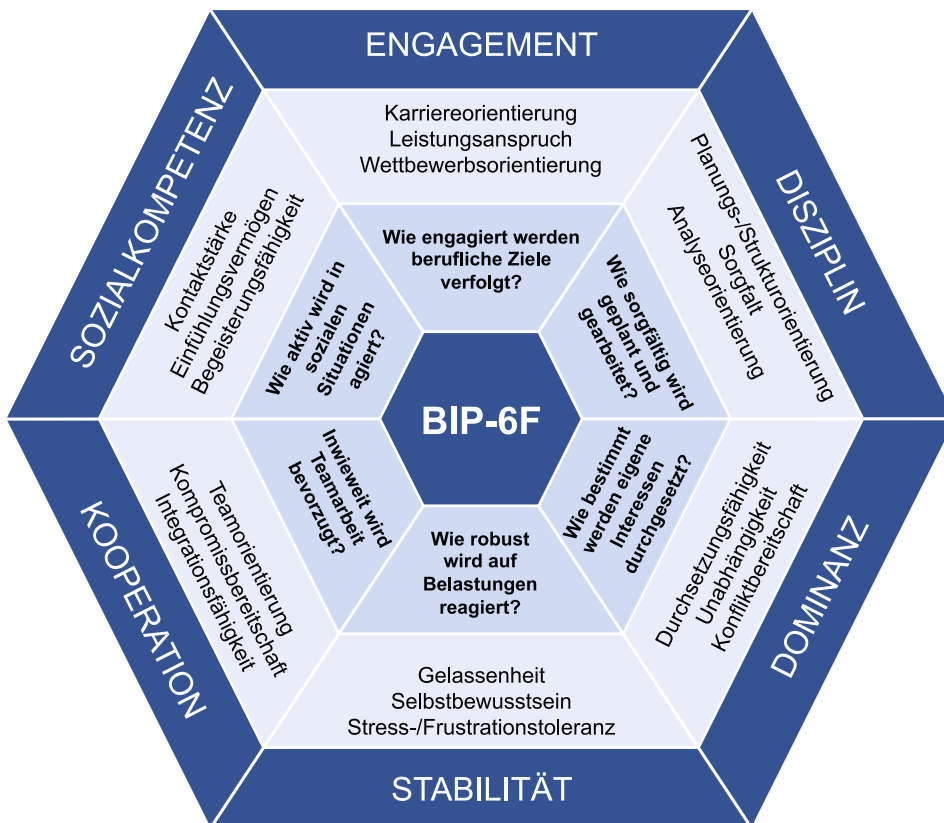 ENGAGEMENT
Karriereorientierung
Leistungsanspruch
Wettbewerbsorientierung
Wie engagiert werden
berufliche Ziele
verfolgt?
DISZIPLIN
Planungs-/Strukturorientierung
Sorgfalt
Analyseorientierung
Wie sorgfältig wird
geplant und
gearbeitet?
DOMINANZ
Durchsetzungsfähigkeit
Unabhängigkeit
Konfliktbereitschaft
Wie bestimmt
werden eigene
Interessen
durchgesetzt?
STABILITÄT
Gelassenheit
Selbstbewusstsein
Stress-/Frustrationstoleranz
Wie robust
wird auf
Belastungen
reagiert?
KOOPERATION
Teamorientierung
Kompromissbereitschaft
Integrationsfähigkeit
Inwieweit wird
Teamarbeit
bevorzugt?
SOZIALKOMPETENZ
Kontaktstärke
Einfühlungsvermögen
Begeisterungsfähigkeit
Wie aktiv wird in
sozialen
Situationen
agiert?
BIP-6F